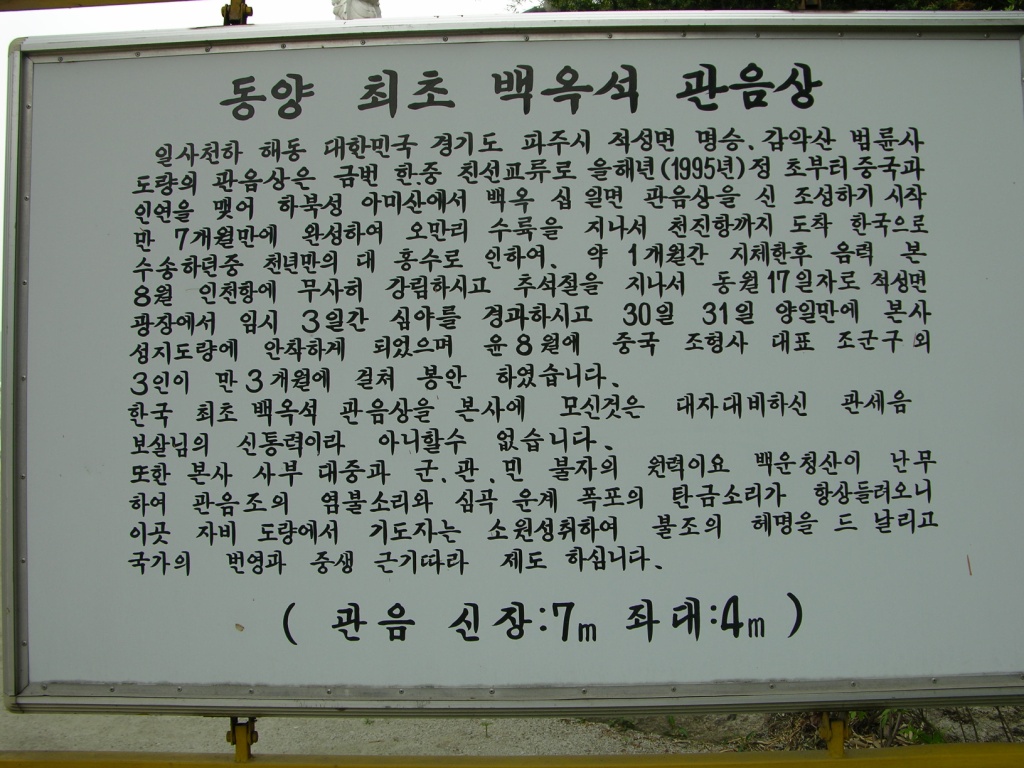 동양 최초 백옥석 관음상
일사천하 해동 대한민국 경기도 파주시 적성면 명승. 감악산 범륜사
도량의 관음상은 금번 한.중 친선교류로 을해년(1995년)정 초부터중국과
인연을 맺어 하북성 아미산에서 백옥 십 일면 관음상을 신 조성하기 시작
만 7개월만에 완성하여 오만리 수륙을 지나서 천진항까지 도착 한국으로
수송하던중 천년만의 대 홍수로 인하여. 약 1개월간 지체한후 음력 본
8월 인천항에 무사히 강림하시고 추석절을 지나서 동월17일자로 적성면
광장에서 임시 3일간 심야를 경과하시고 30일 31일 양일만에 본사
성지도량에 안착하게 되었으며 윤8월에 중국 조형사 대표 조군구외
3인이 만3개월에 걸쳐 봉안 하였습니다.
한국 최초 백옥석 관음상을 본사에 모신것은 대자대비하신 관세음
보살님의 신통력이라 아니할수 없습니다.
또한 본사 사부 대중과 군.관.민 불자의 원력이요 백운청산이 난무
하여 관음조의 염불소리와 심곡 운계 폭포의 탄금소리가 항상들려오니
이곳 자비 도량에서 기도자는 소원성취하여 불조의 혜명을 드 날리고
국가의 번영과 중생 근기따라 제도 하십니다.
( 관음 신장:7m 좌대:4m )